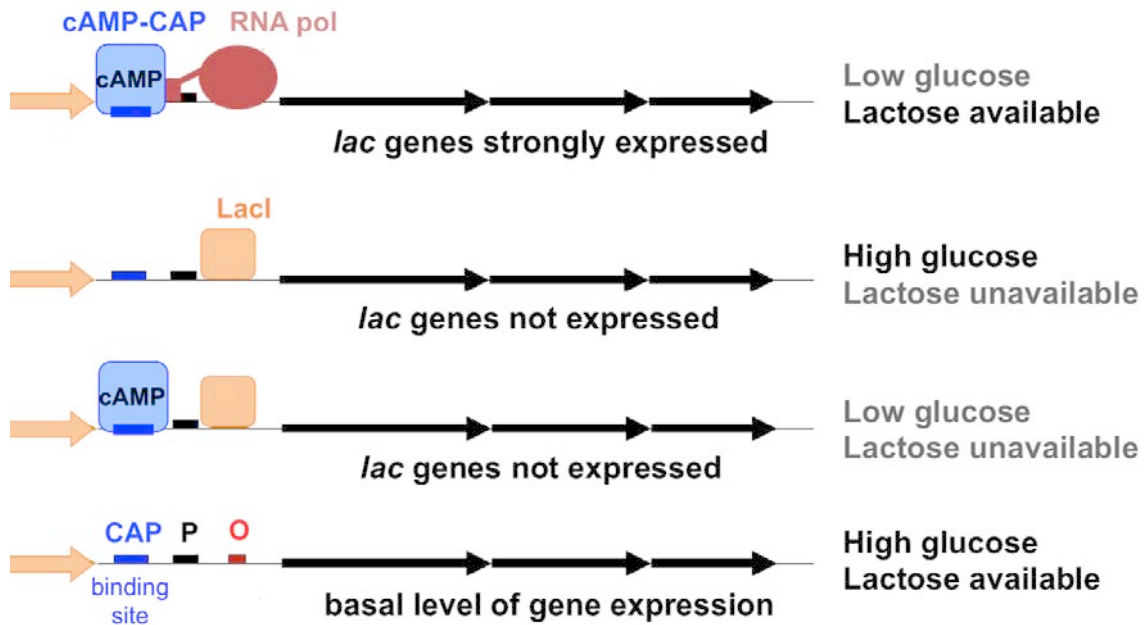 cAMP-CAP RNA pol
cAMP
Low glucose
Lactose available
lac genes strongly expressed
LacI
High glucose
Lactose unavailable
lac genes not expressed
cAMP
Low glucose
Lactose unavailable
lac genes not expressed
CAP P O
binding
site
High glucose
Lactose available
basal level of gene expression